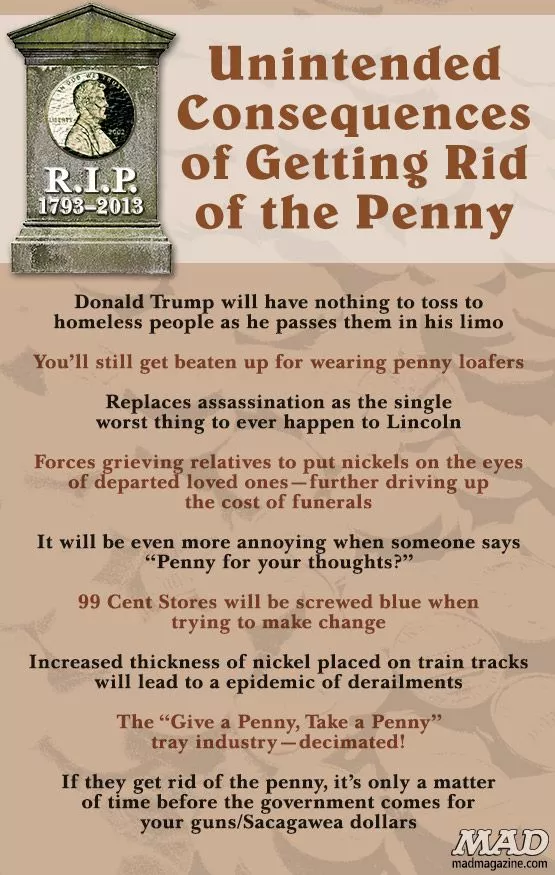 Unintended
Consequences
of Getting Rid
of the Penny
IN GOD WE TRUST
LIBERTY
R.I.P.
1793–2013
Donald Trump will have nothing to toss to
homeless people as he passes them in his limo
You’ll still get beaten up for wearing penny loafers
Replaces assassination as the single
worst thing to ever happen to Lincoln
Forces grieving relatives to put nickels on the eyes
of departed loved ones—further driving up
the cost of funerals
It will be even more annoying when someone says
“Penny for your thoughts?”
99 Cent Stores will be screwed blue when
trying to make change
Increased thickness of nickel placed on train tracks
will lead to a epidemic of derailments
The “Give a Penny, Take a Penny”
tray industry—decimated!
If they get rid of the penny, it’s only a matter
of time before the government comes for
your guns/Sacagawea dollars
MAD
madmagazine.com